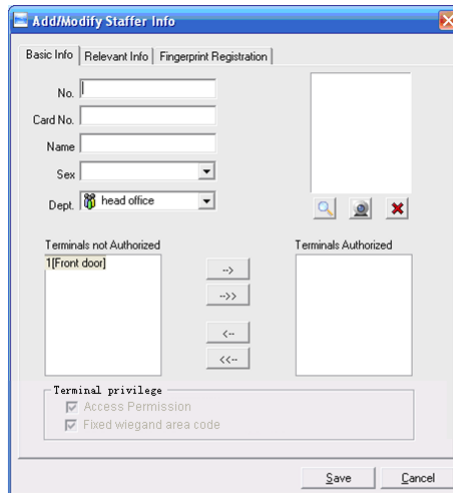 Add/Modify Staffer Info
Basic Info Relevant Info Fingerprint Registration
No.
Card No.
Name
Sex
Dept. head office
Terminals not Authorized Terminals Authorized
1[Front door]
-->
-->>
<--
<<--
Terminal privilege
Access Permission
Fixed wiegand area code
Save Cancel